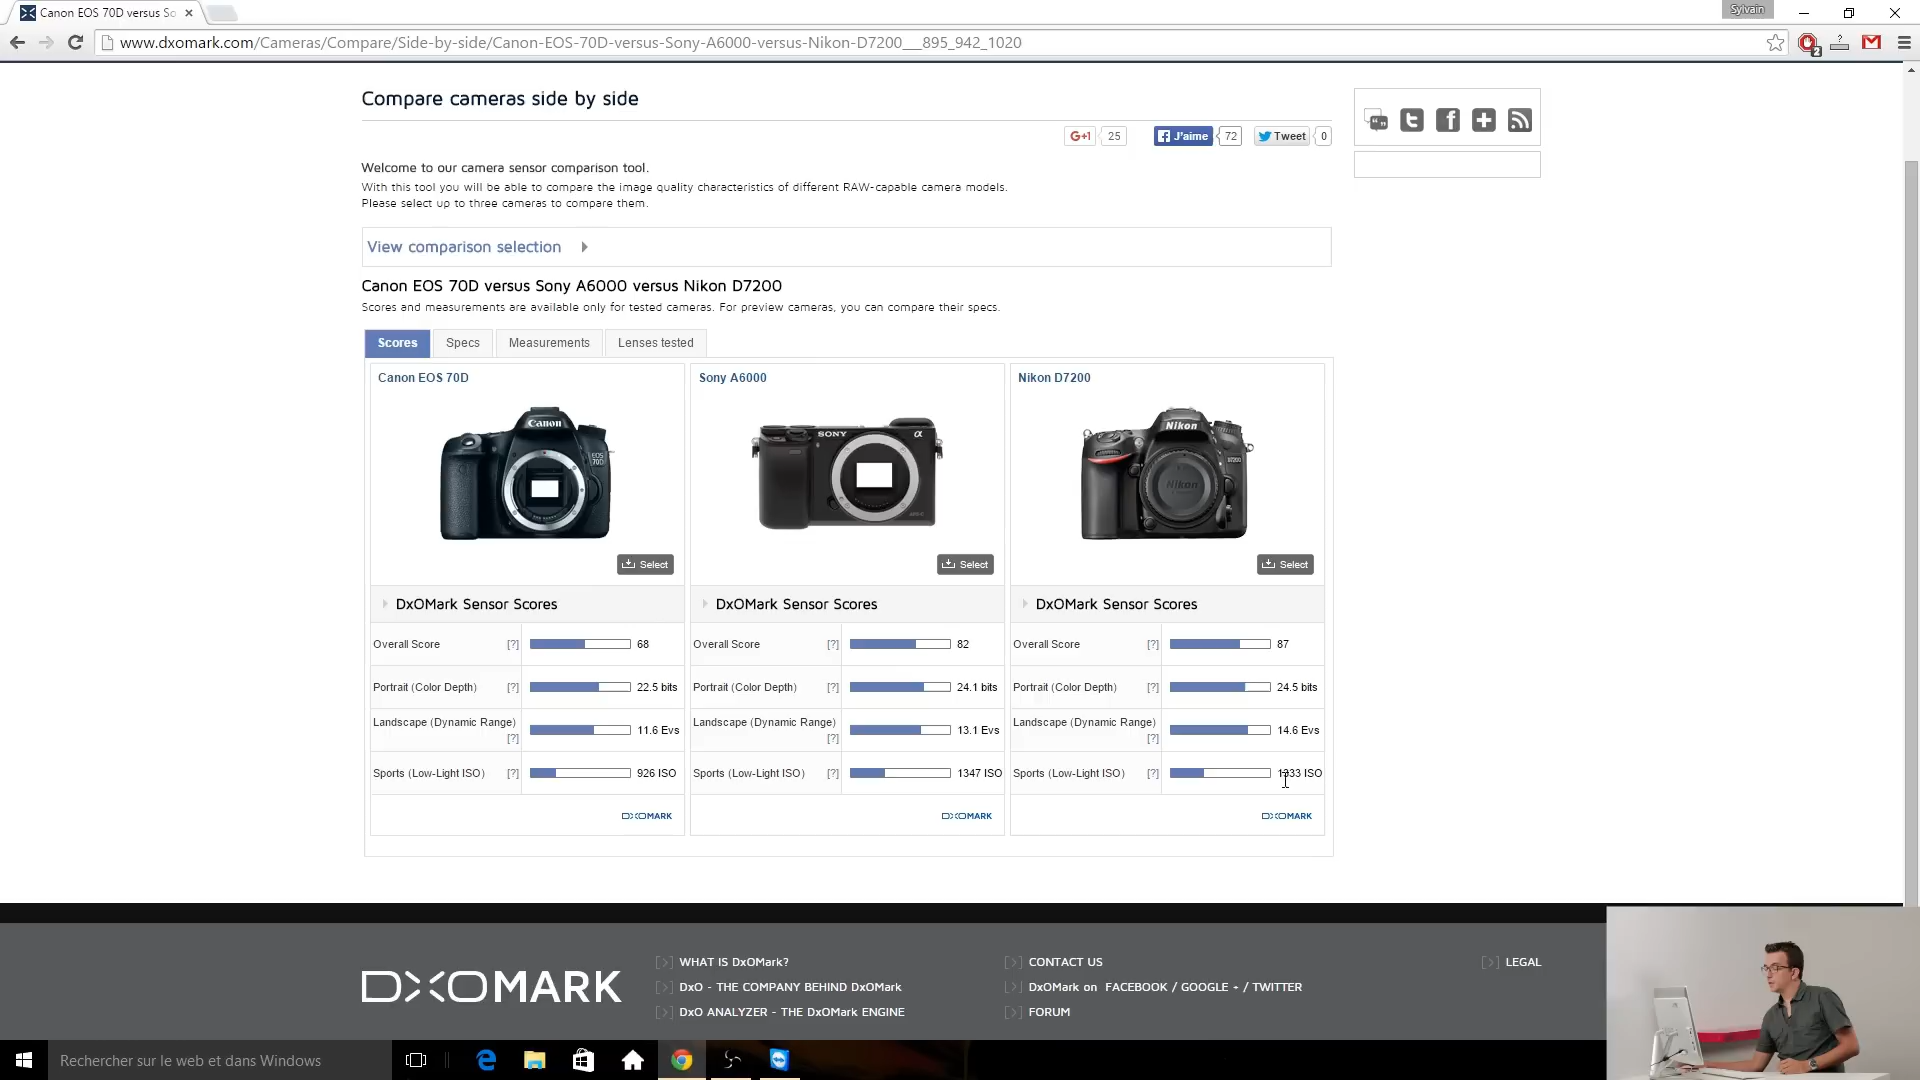 Canon EOS 70D versus So
Sylvain
www.dxomark.com/Cameras/Compare/Side-by-side/Canon-EOS-70D-versus-Sony-A6000-versus-Nikon-D7200___895_942_1020
2
Compare cameras side by side
G+1 25 J'aime 72 Tweet 0
Welcome to our camera sensor comparison tool.
With this tool you will be able to compare the image quality characteristics of different RAW-capable camera models.
Please select up to three cameras to compare them.
View comparison selection
Canon EOS 70D versus Sony A6000 versus Nikon D7200
Scores and measurements are available only for tested cameras. For preview cameras, you can compare their specs.
Scores Specs Measurements Lenses tested
Canon EOS 70D Sony A6000 Nikon D7200
Canon SONY α Nikon
EOS 70D D7200
Nikon
Select Select Select
DxOMark Sensor Scores DxOMark Sensor Scores DxOMark Sensor Scores
Overall Score [?] 68 Overall Score [?] 82 Overall Score [?] 87
Portrait (Color Depth) [?] 22.5 bits Portrait (Color Depth) [?] 24.1 bits Portrait (Color Depth) [?] 24.5 bits
Landscape (Dynamic Range) [?] 11.6 Evs Landscape (Dynamic Range) [?] 13.1 Evs Landscape (Dynamic Range) [?] 14.6 Evs
Sports (Low-Light ISO) [?] 926 ISO Sports (Low-Light ISO) [?] 1347 ISO Sports (Low-Light ISO) [?] 1333 ISO
DXOMARK DXOMARK DXOMARK
DXOMARK
WHAT IS DxOMark? CONTACT US LEGAL
DxO - THE COMPANY BEHIND DxOMark DxOMark on FACEBOOK / GOOGLE + / TWITTER
DxO ANALYZER - THE DxOMark ENGINE FORUM
Rechercher sur le web et dans Windows